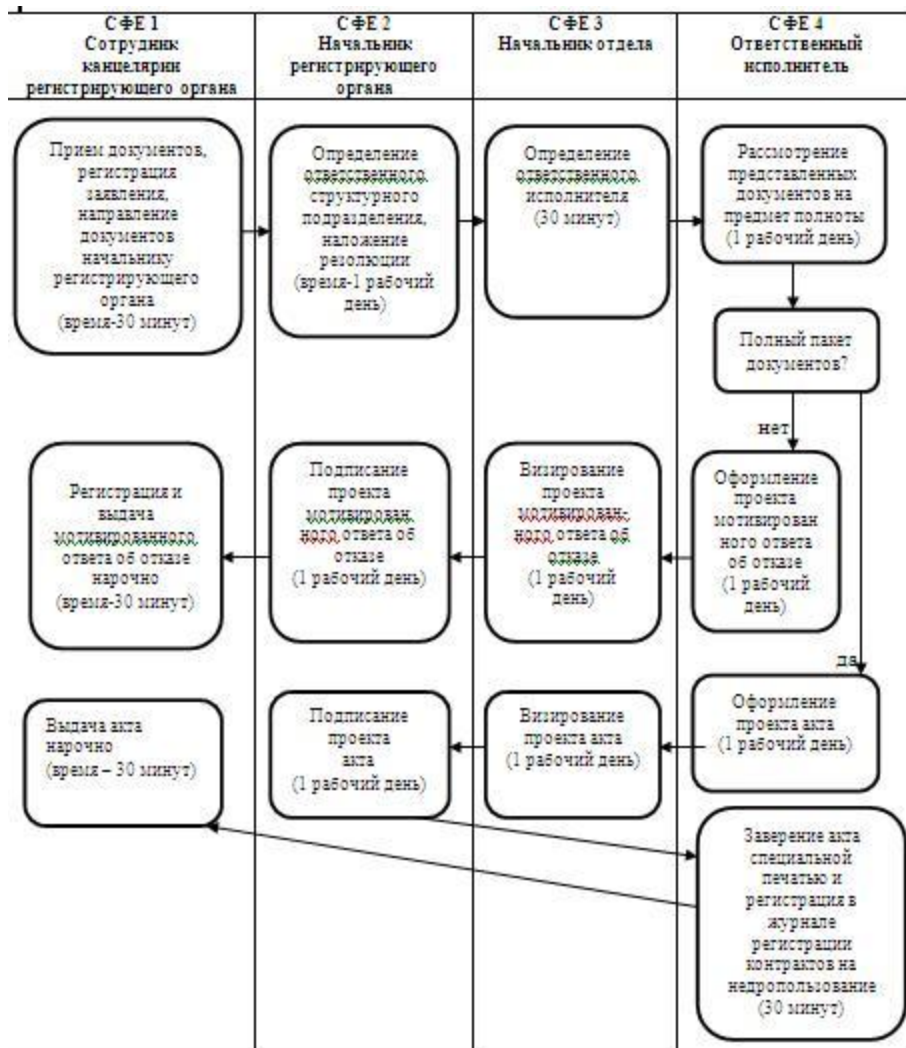 СФЕ 1
Сотрудник
канцелярии
регистрирующего органа
СФЕ 2
Начальник
регистрирующего
органа
СФЕ 3
Начальник отдела
СФЕ 4
Ответственный
исполнитель
Прием документов,
регистрация
заявления,
направление
документов
начальнику
регистрирующего
органа
(время-30 минут)
Определение
ответственного
структурного
подразделения,
наложение
резолюции
(время-1 рабочий
день)
Определение
ответственного
исполнителя
(30 минут)
Рассмотрение
представленных
документов на
предмет полноты
(1 рабочий день)
Полный пакет
документов?
нет
Регистрация и
выдача
мотивированного
ответа об отказе
нарочно
(время-30 минут)
Подписание
проекта
мотивирован
ного ответа об
отказе
(1 рабочий день)
Визирование
проекта
мотивирован-
ного ответа об
отказе
(1 рабочий
день)
Оформление
проекта
мотивирован
ного ответа
об отказе
(1 рабочий
день)
да
Выдача акта
нарочно
(время – 30 минут)
Подписание
проекта
акта
(1 рабочий день)
Визирование
проекта акта
(1 рабочий день)
Оформление
проекта акта
(1 рабочий день)
Заверение акта
специальной
печатью и
регистрация в
журнале
регистрации
контрактов на
недропользование
(30 минут)